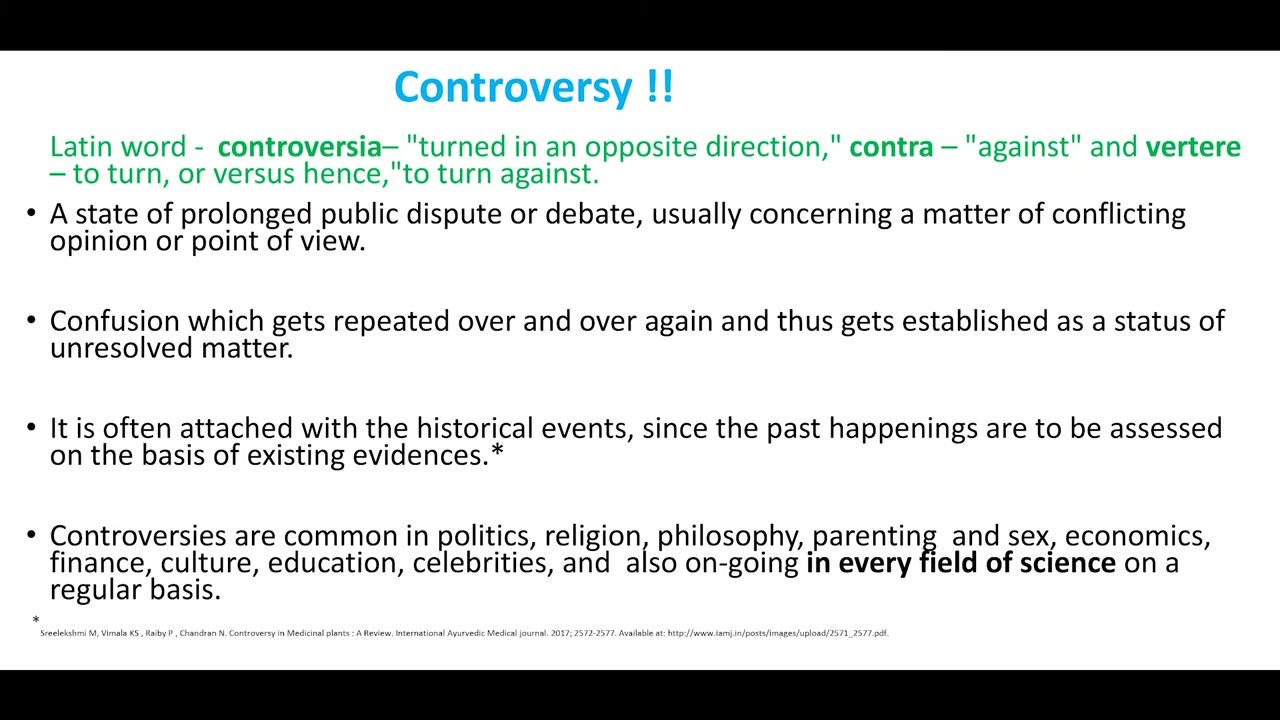 Controversy !!
Latin word - controversia– "turned in an opposite direction," contra – "against" and vertere
– to turn, or versus hence,"to turn against.
• A state of prolonged public dispute or debate, usually concerning a matter of conflicting
opinion or point of view.
• Confusion which gets repeated over and over again and thus gets established as a status of
unresolved matter.
• It is often attached with the historical events, since the past happenings are to be assessed
on the basis of existing evidences.*
• Controversies are common in politics, religion, philosophy, parenting  and sex, economics,
finance, culture, education, celebrities, and  also on-going in every field of science on a
regular basis.
*
Sreelekshmi M, Vimala KS , Raiby P , Chandran N. Controversy in Medicinal plants : A Review. International Ayurvedic Medical journal. 2017; 2572-2577. Available at: http://www.iamj.in/posts/images/upload/2571_2577.pdf.